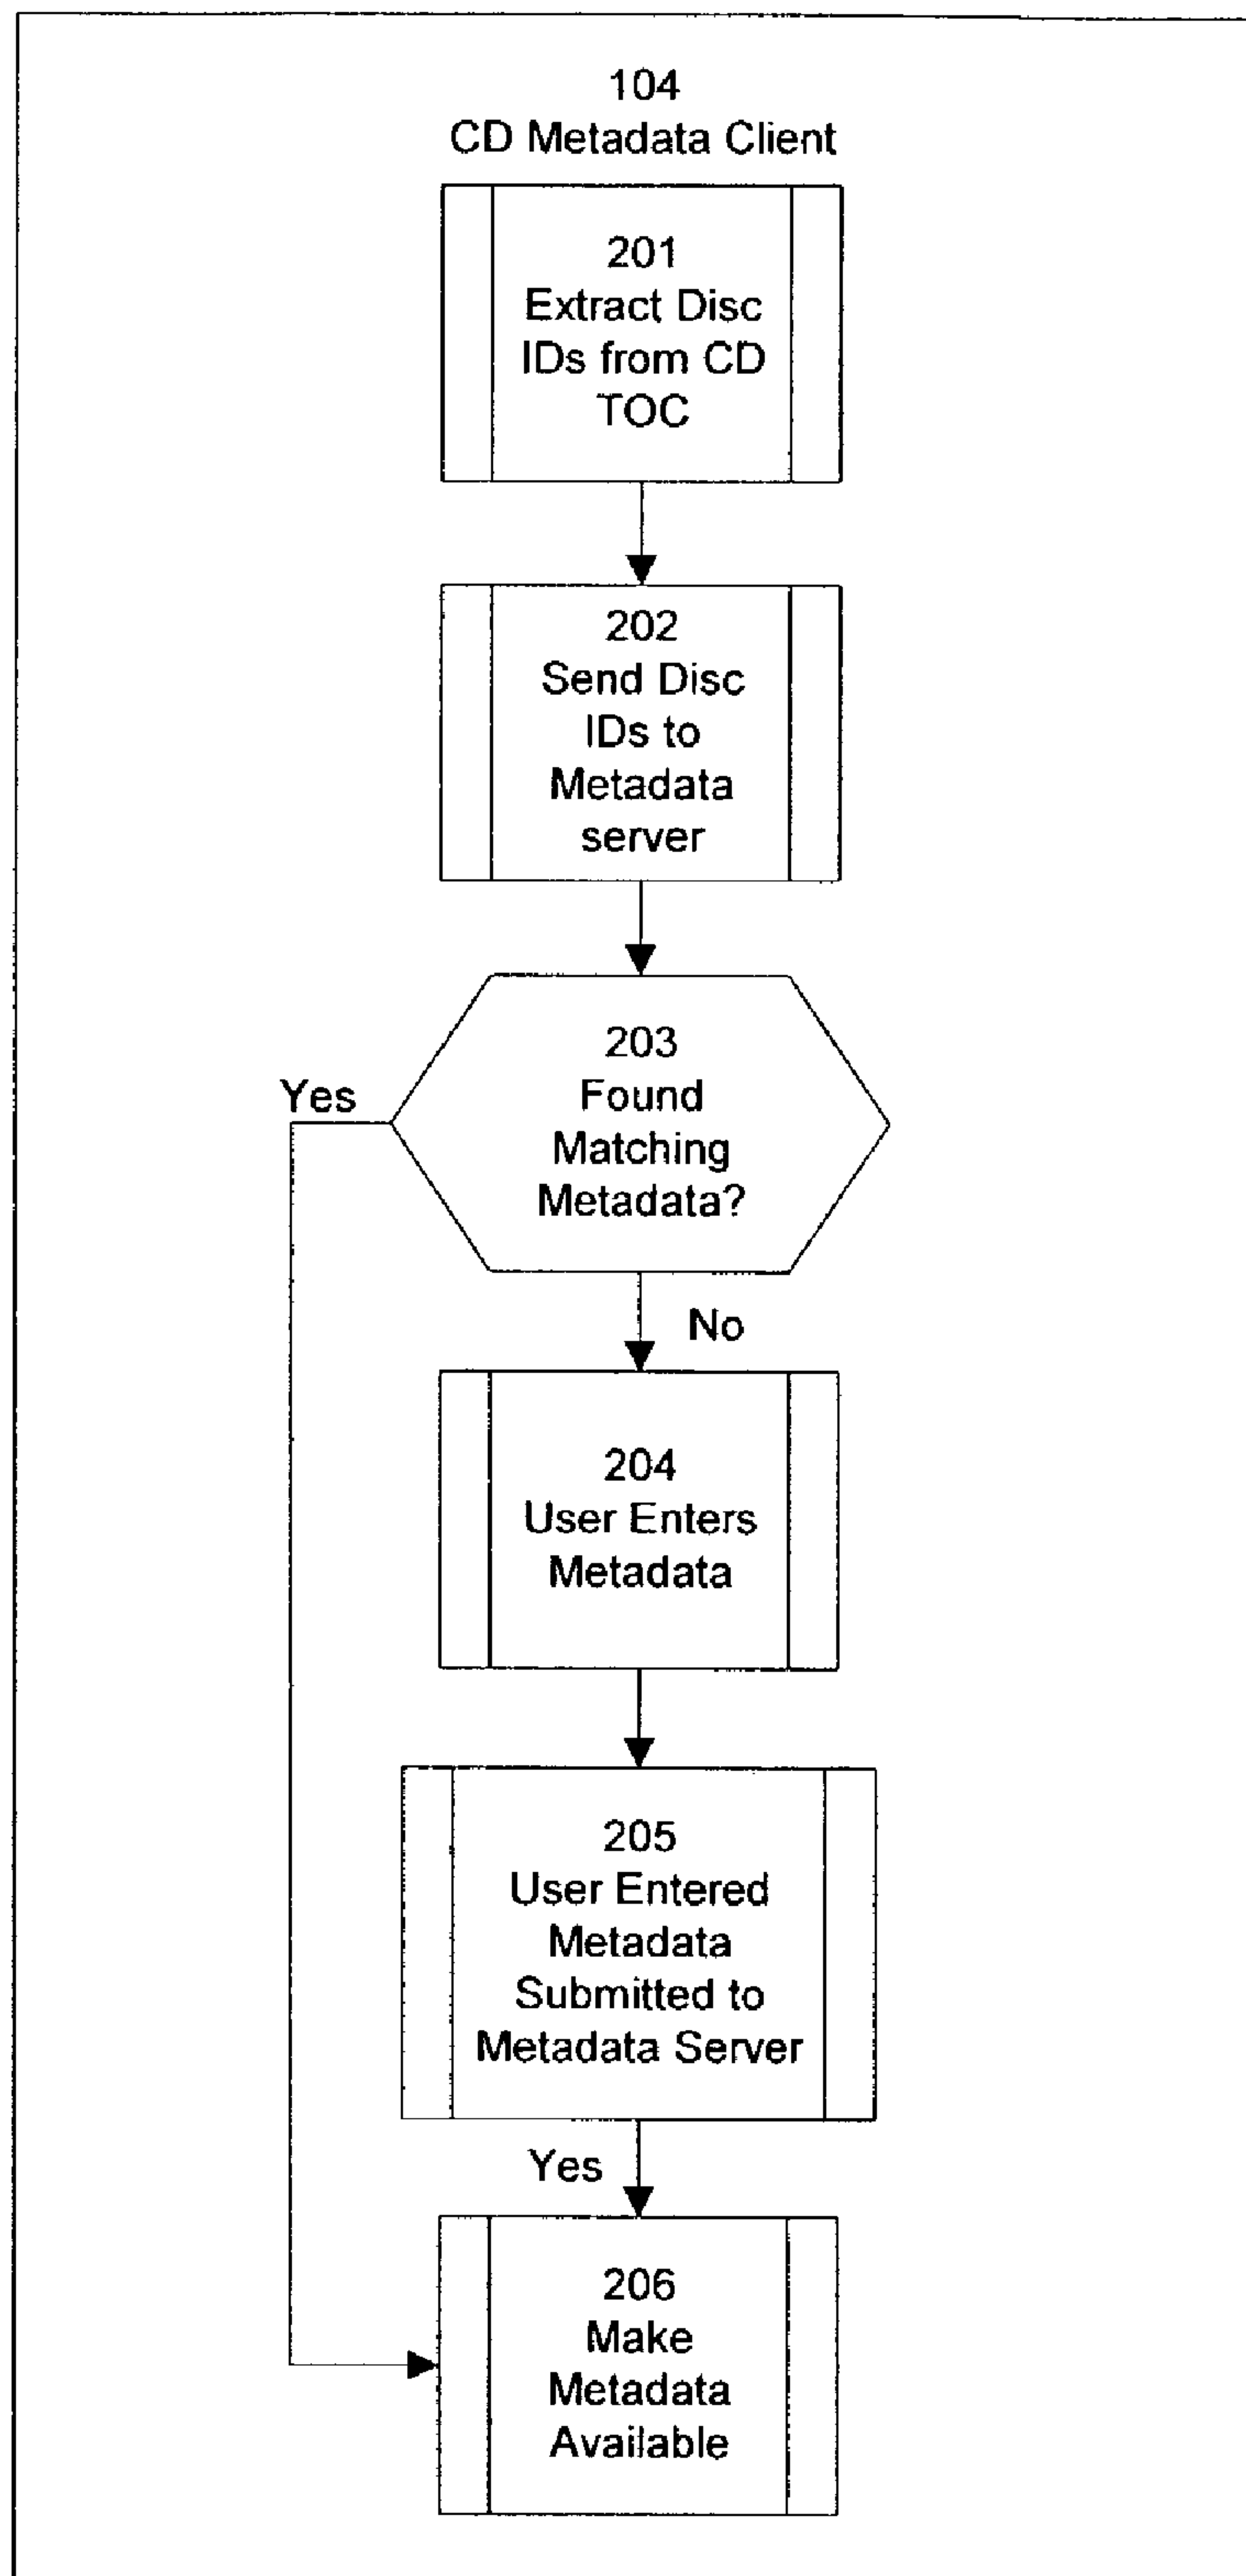 104
CD Metadata Client
201
Extract Disc
IDs from CD
TOC
202
Send Disc
IDs to
Metadata
server
203
Found
Matching
Metadata?
Yes
No
204
User Enters
Metadata
205
User Entered
Metadata
Submitted to
Metadata Server
Yes
206
Make
Metadata
Available